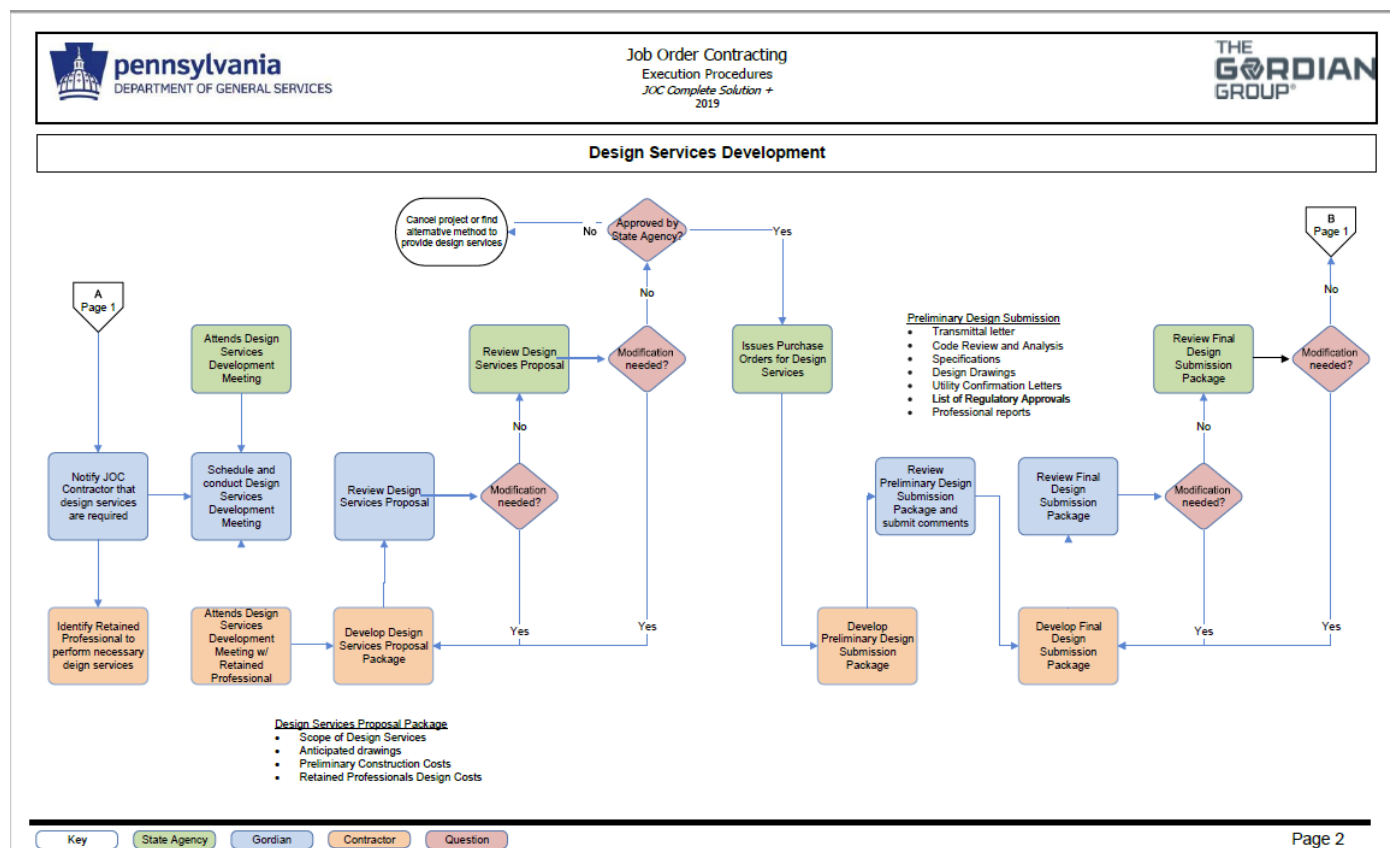 pennsylvania
DEPARTMENT OF GENERAL SERVICES
Job Order Contracting
Execution Procedures
JOC Complete Solution +
2019
THE
GORDIAN
GROUP®
Design Services Development
Cancel project or find
alternative method to
provide design services
No
Approved by
State Agency?
Yes
B
Page 1
A
Page 1
No
No
Attends Design
Services
Development
Meeting
Review Design
Services Proposal
Modification
needed?
Issues Purchase
Orders for Design
Services
Preliminary Design Submission
• Transmittal letter
• Code Review and Analysis
• Specifications
• Design Drawings
• Utility Confirmation Letters
• List of Regulatory Approvals
• Professional reports
Review Final
Design
Submission
Package
Modification
needed?
No
No
Notify JOC
Contractor that
design services
are required
Schedule and
conduct Design
Services
Development
Meeting
Review Design
Services Proposal
Modification
needed?
Review
Preliminary Design
Submission
Package and
submit comments
Review Final
Design
Submission
Package
Modification
needed?
Identify Retained
Professional to
perform necessary
deign services
Attends Design
Services
Development
Meeting w/
Retained
Professional
Develop Design
Services Proposal
Package
Yes
Yes
Develop
Preliminary Design
Submission
Package
Develop Final
Design
Submission
Package
Yes
Yes
Design Services Proposal Package
• Scope of Design Services
• Anticipated drawings
• Preliminary Construction Costs
• Retained Professionals Design Costs
Key
State Agency
Gordian
Contractor
Question
Page 2